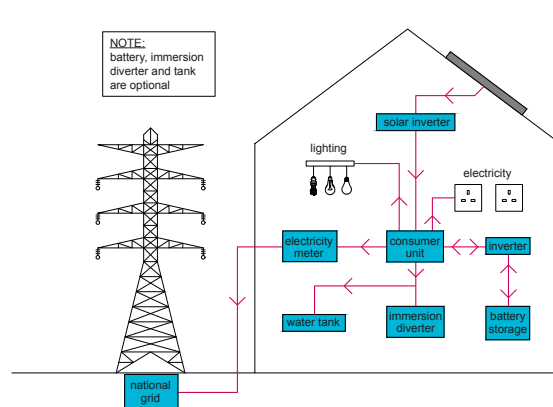 NOTE:
battery, immersion
diverter and tank
are optional
solar inverter
lighting
electricity
electricity
meter
consumer
unit
inverter
water tank
immersion
diverter
battery
storage
national
grid